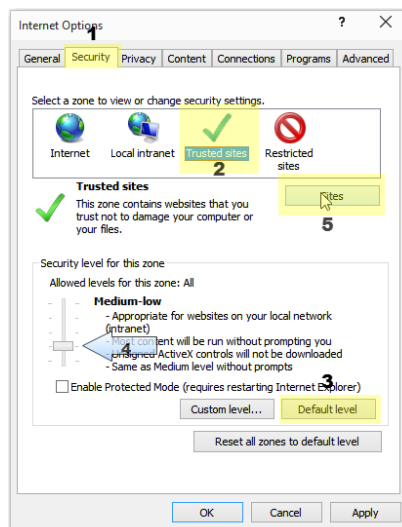 Internet Options ? ✕
1
General Security Privacy Content Connections Programs Advanced
Select a zone to view or change security settings.
Internet Local intranet Trusted sites Restricted
sites
2
Trusted sites
Sites
This zone contains websites that you
trust not to damage your computer or
your files.
5
Security level for this zone
Allowed levels for this zone: All
Medium-low
- Appropriate for websites on your local network
(intranet)
- Most content will be run without prompting you
- Unsigned ActiveX controls will not be downloaded
- Same as Medium level without prompts
4
Enable Protected Mode (requires restarting Internet Explorer)
3
Custom level... Default level
Reset all zones to default level
OK Cancel Apply